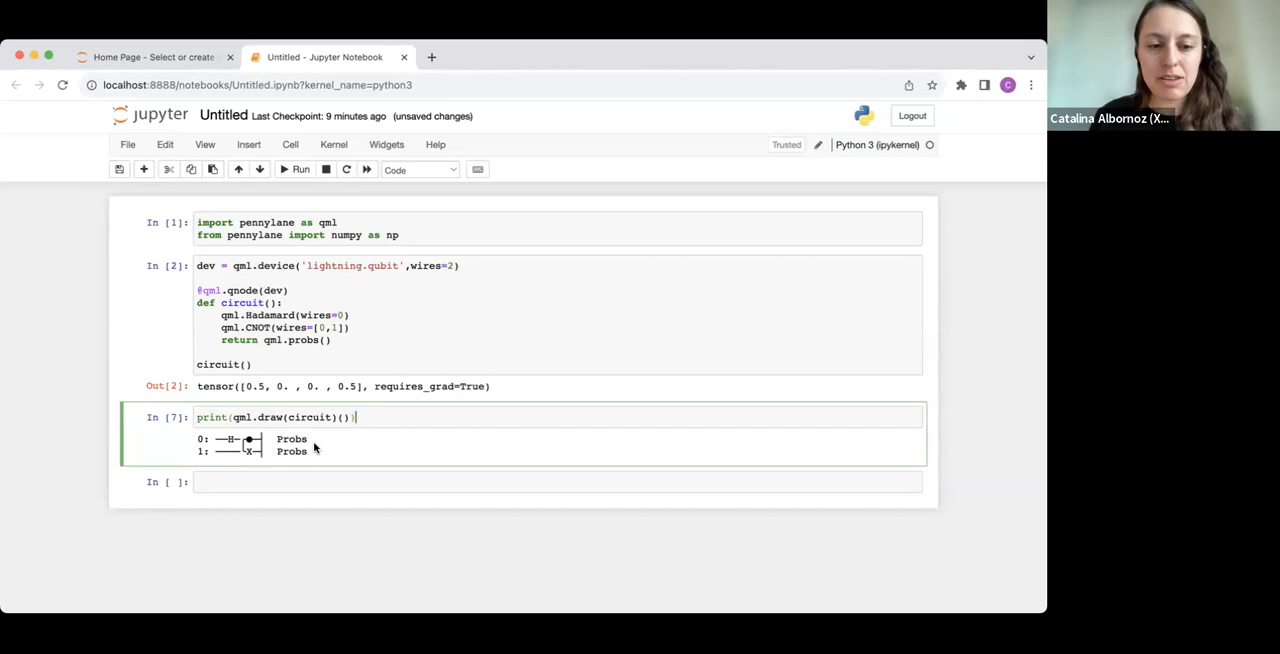 Home Page - Select or create
Untitled - Jupyter Notebook
localhost:8888/notebooks/Untitled.ipynb?kernel_name=python3
C
Catalina Albornoz (X...
jupyter Untitled Last Checkpoint: 9 minutes ago (unsaved changes)
Logout
File Edit View Insert Cell Kernel Widgets Help
Trusted
Python 3 (ipykernel)
Run
Code
In [1]: import pennylane as qml
from pennylane import numpy as np
In [2]: dev = qml.device('lightning.qubit',wires=2)
@qml.qnode(dev)
def circuit():
    qml.Hadamard(wires=0)
    qml.CNOT(wires=[0,1])
    return qml.probs()
circuit()
Out[2]: tensor([0.5, 0. , 0. , 0.5], requires_grad=True)
In [7]: print(qml.draw(circuit)())
0: ──H─╭●─┤  Probs
1: ────╰X─┤  Probs
In [ ]: